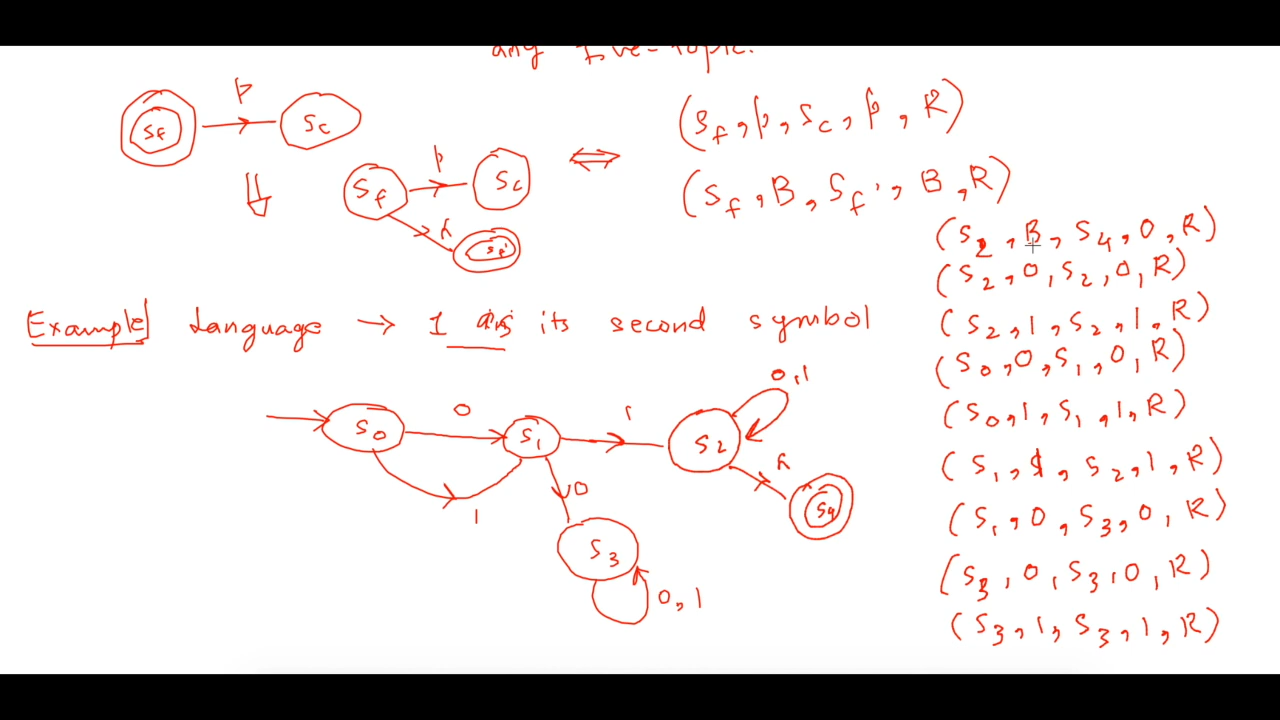 any five-tople.
p
Sf Sc
p
Sf Sc
λ
Sf'
⇔
(Sf, p, Sc, p, R)
(Sf, B, Sf', B, R)
Example Language → 1 as its second symbol
0,1
0 1
S0 S1 S2
λ
1 0 S4
S3
0,1
(S2, B, S4, 0, R)
(S2, 0, S2, 0, R)
(S2, 1, S2, 1, R)
(S0, 0, S1, 0, R)
(S0, 1, S1, 1, R)
(S1, 1, S2, 1, R)
(S1, 0, S3, 0, R)
(S3, 0, S3, 0, R)
(S3, 1, S3, 1, R)